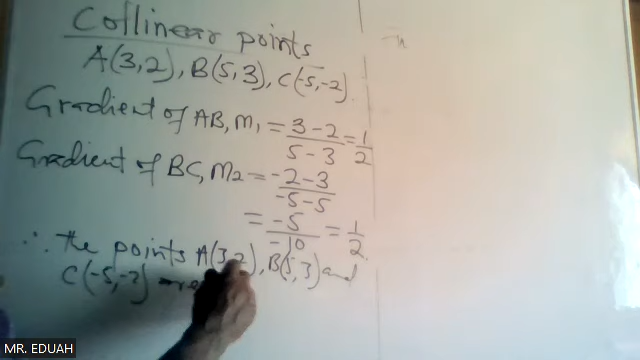 Collinear points
A(3,2), B(5,3), C(-5,-2).
Gradient of AB, m₁ = 3-2/5-3 = 1/2
Gradient of BC, m₂ = -2-3/-5-5
= -5/-10 = 1/2.
∴ the points A(3,2), B(5,3) and
C(-5,-2) are
MR. EDUAH